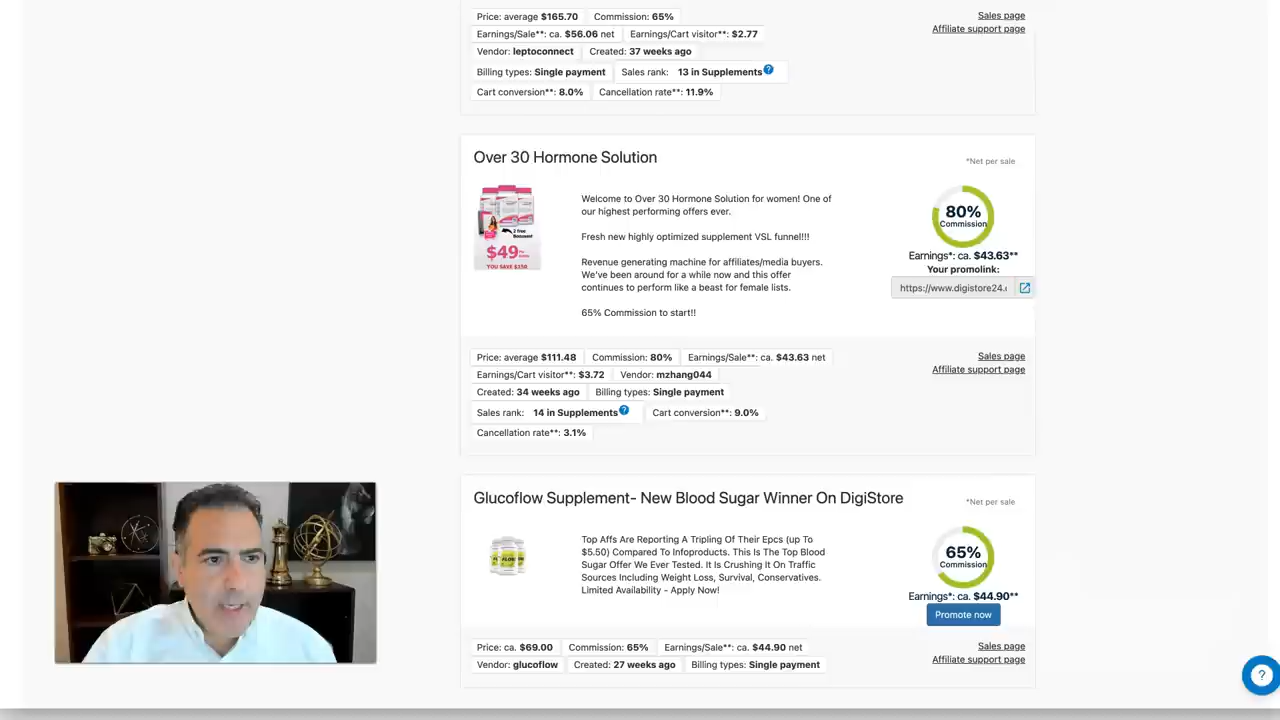 Price: average $165.70 Commission: 65%
Sales page
Earnings/Sale**: ca. $56.06 net Earnings/Cart visitor**: $2.77
Affiliate support page
Vendor: leptoconnect Created: 37 weeks ago
Billing types: Single payment Sales rank: 13 in Supplements ?
Cart conversion**: 8.0% Cancellation rate**: 11.9%
Over 30 Hormone Solution
*Net per sale
2 free
$49
YOU SAVE
Welcome to Over 30 Hormone Solution for women! One of
our highest performing offers ever.
Fresh new highly optimized supplement VSL funnel!!!
Revenue generating machine for affiliates/media buyers.
We've been around for a while now and this offer
continues to perform like a beast for female lists.
65% Commission to start!!
80%
Commission
Earnings*: ca. $43.63**
Your promolink:
https://www.digistore24.
Price: average $111.48 Commission: 80% Earnings/Sale**: ca. $43.63 net
Sales page
Earnings/Cart visitor**: $3.72 Vendor: mzhang044
Affiliate support page
Created: 34 weeks ago Billing types: Single payment
Sales rank: 14 in Supplements ? Cart conversion**: 9.0%
Cancellation rate**: 3.1%
Glucoflow Supplement- New Blood Sugar Winner On DigiStore
*Net per sale
Top Affs Are Reporting A Tripling Of Their Epcs (up To
$5.50) Compared To Infoproducts. This Is The Top Blood
Sugar Offer We Ever Tested. It Is Crushing It On Traffic
Sources Including Weight Loss, Survival, Conservatives.
Limited Availability - Apply Now!
65%
Commission
Earnings*: ca. $44.90**
Promote now
Price: ca. $69.00 Commission: 65% Earnings/Sale**: ca. $44.90 net
Sales page
Vendor: glucoflow Created: 27 weeks ago Billing types: Single payment
Affiliate support page
?